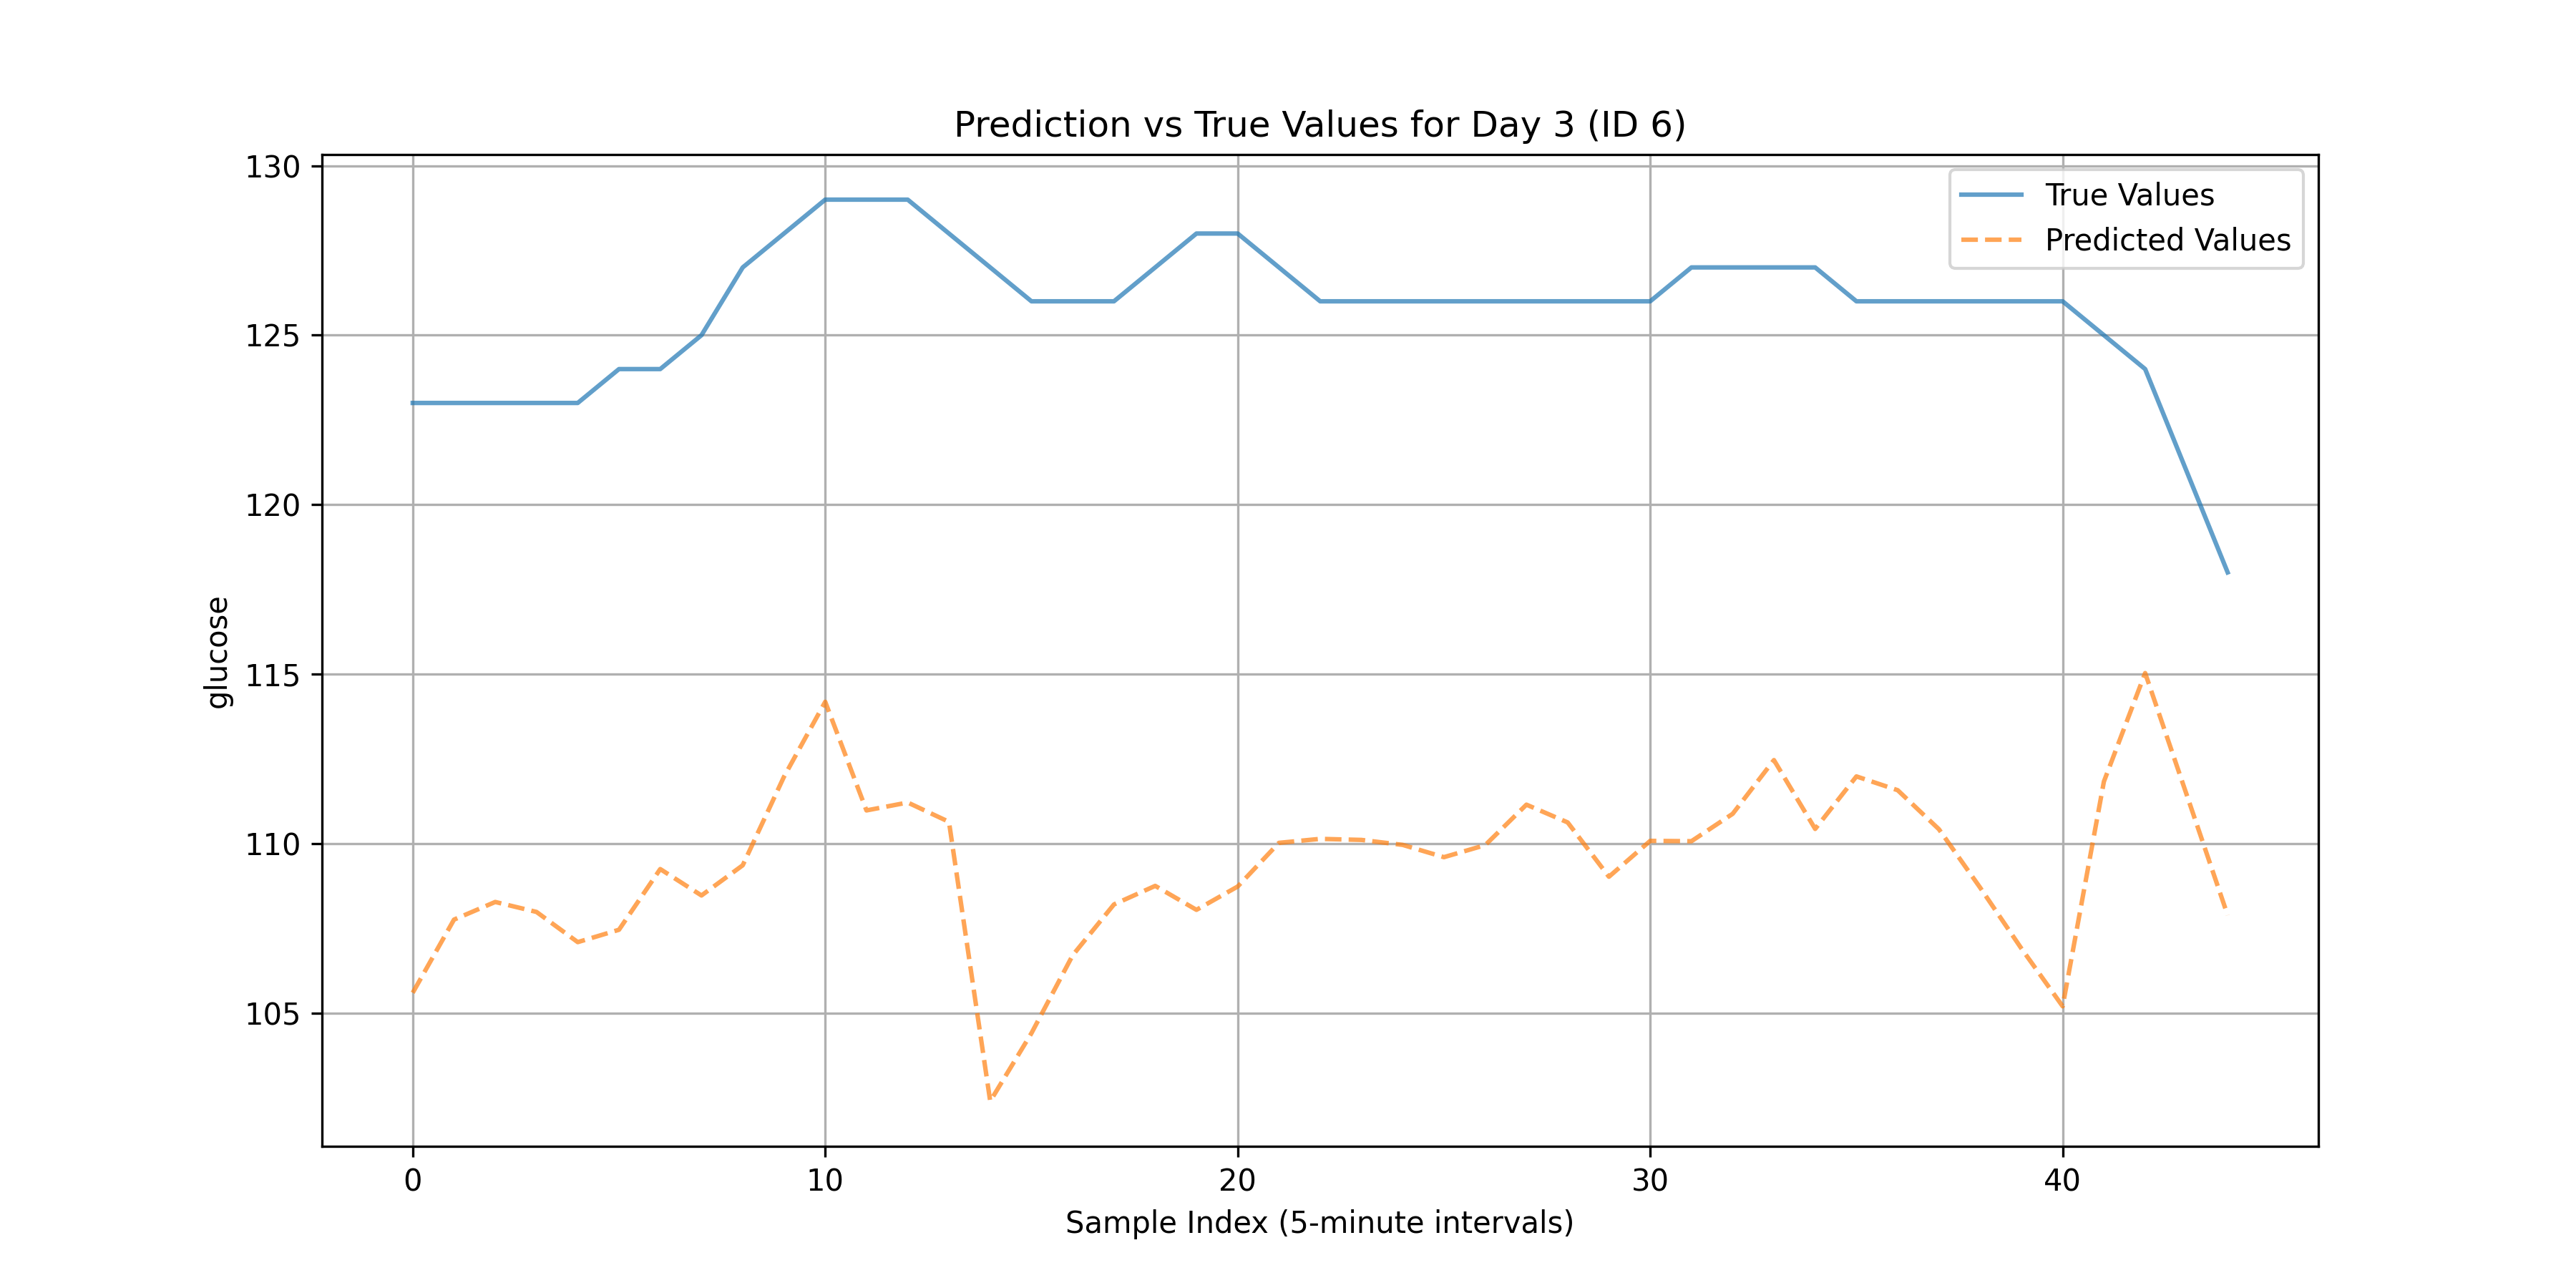 Prediction vs True Values for Day 3 (ID 6)
True Values
Predicted Values
130
125
120
115
110
105
glucose
0 10 20 30 40
Sample Index (5-minute intervals)